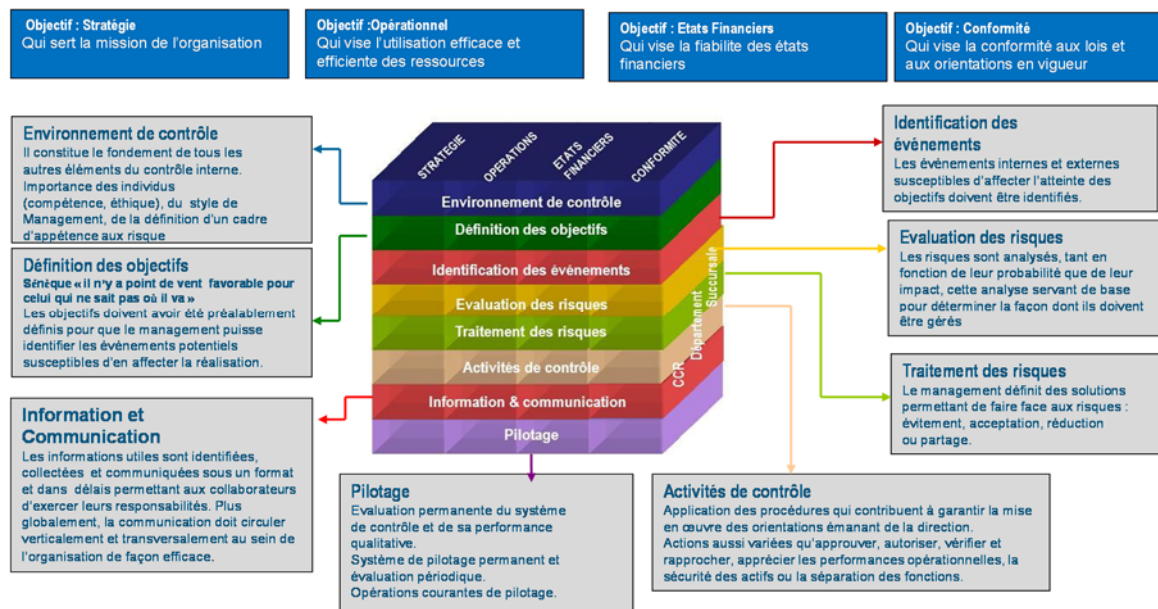 Objectif : Stratégie
Qui sert la mission de l'organisation
Objectif :Opérationnel
Qui vise l'utilisation efficace et
efficiente des ressources
Objectif : Etats Financiers
Qui vise la fiabilite des états
financiers
Objectif : Conformité
Qui vise la conformité aux lois et
aux orientations en vigueur
Environnement de contrôle
Il constitue le fondement de tous les
autres éléments du contrôle interne.
Importance des individus
(compétence, éthique), du style de
Management, de la définition d'un cadre
d'appétence aux risque
Définition des objectifs
Sénèque « il n'y a point de vent favorable pour
celui qui ne sait pas où il va »
Les objectifs doivent avoir été préalablement
définis pour que le management puisse
identifier les événements potentiels
susceptibles d'en affecter la réalisation.
Information et
Communication
Les informations utiles sont identifiées,
collectées et communiquées sous un format
et dans délais permettant aux collaborateurs
d'exercer leurs responsabilités. Plus
globalement, la communication doit circuler
verticalement et transversalement au sein de
l'organisation de façon efficace.
STRATEGIE
OPERATIONS
ETATS
FINANCIERS
CONFORMITE
Environnement de contrôle
Définition des objectifs
Identification des événements
Evaluation des risques
Traitement des risques
Activités de contrôle
Information & communication
Pilotage
CCR
Département
Succursale
Identification des
événements
Les événements internes et externes
susceptibles d'affecter l'atteinte des
objectifs doivent être identifiés.
Evaluation des risques
Les risques sont analysés, tant en
fonction de leur probabilité que de leur
impact, cette analyse servant de base
pour déterminer la façon dont ils doivent
être gérés
Traitement des risques
Le management définit des solutions
permettant de faire face aux risques :
évitement, acceptation, réduction
ou partage.
Pilotage
Evaluation permanente du système
de contrôle et de sa performance
qualitative.
Système de pilotage permanent et
évaluation périodique.
Opérations courantes de pilotage.
Activités de contrôle
Application des procédures qui contribuent à garantir la mise
en œuvre des orientations émanant de la direction.
Actions aussi variées qu'approuver, autoriser, vérifier et
rapprocher, apprécier les performances opérationnelles, la
sécurité des actifs ou la séparation des fonctions.